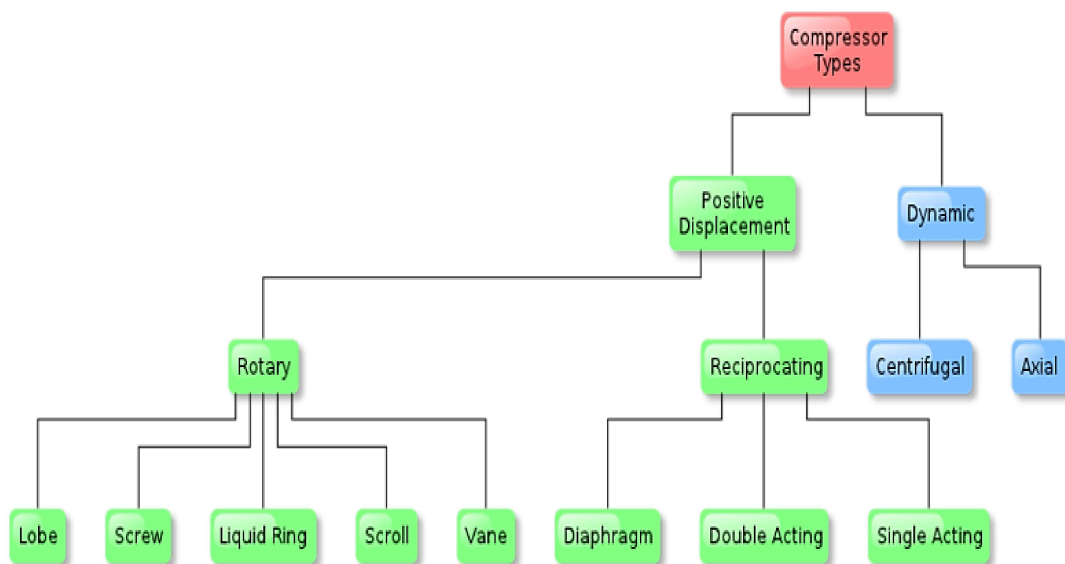 Compressor
Types
Positive
Displacement
Dynamic
Rotary
Reciprocating
Centrifugal
Axial
Lobe
Screw
Liquid Ring
Scroll
Vane
Diaphragm
Double Acting
Single Acting